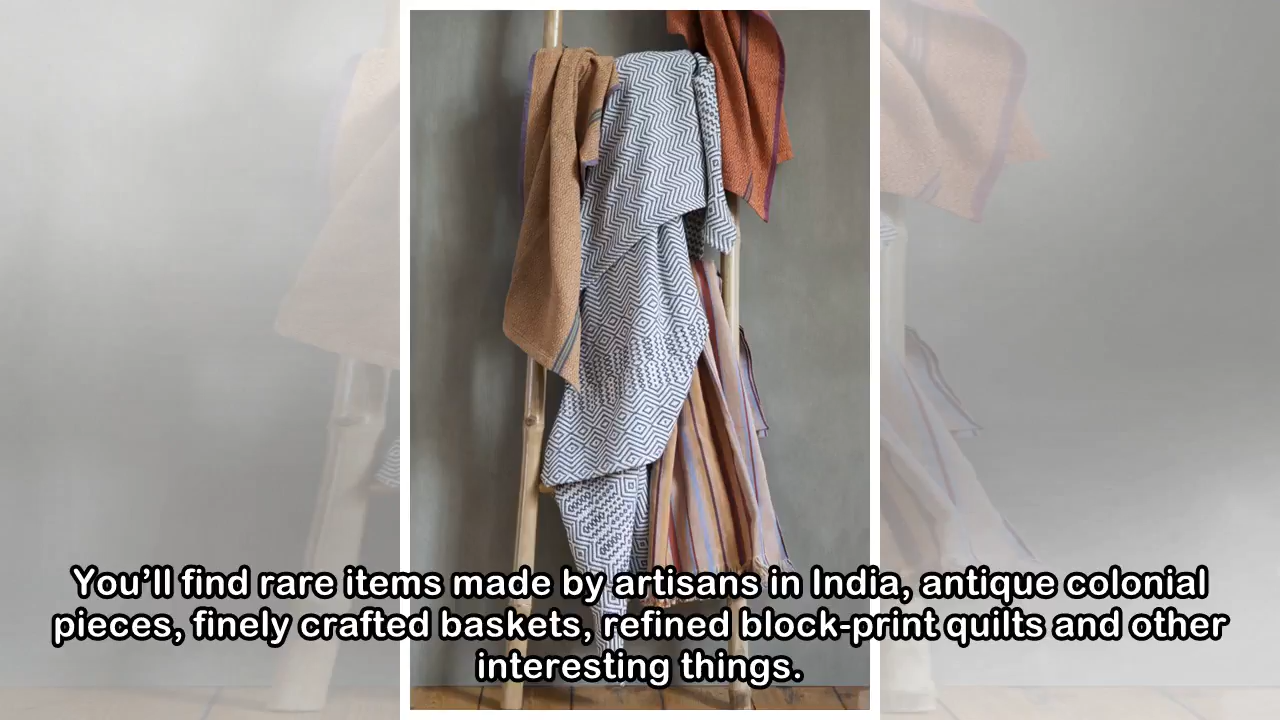 You’ll find rare items made by artisans in India, antique colonial
pieces, finely crafted baskets, refined block-print quilts and other
interesting things.